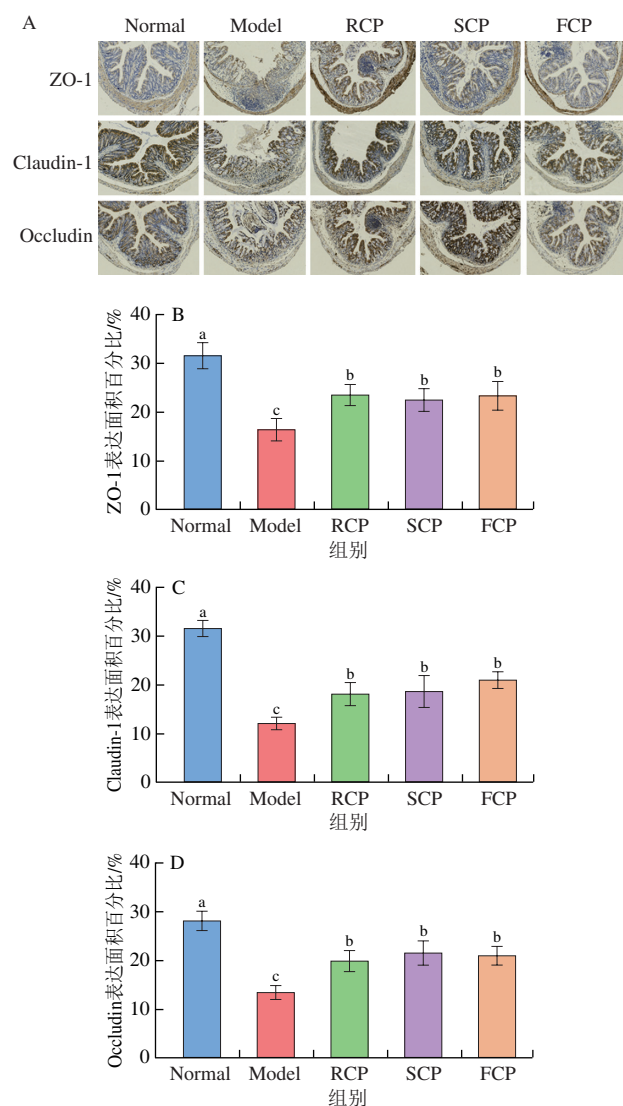 A
Normal Model RCP SCP FCP
ZO-1
Claudin-1
Occludin
B
ZO-1表达面积百分比/%
40
30
20
10
0
a
c
b
b
b
Normal Model RCP SCP FCP
组别
C
Claudin-1表达面积百分比/%
40
30
20
10
0
a
c
b
b
b
Normal Model RCP SCP FCP
组别
D
Occludin表达面积百分比/%
40
30
20
10
0
a
c
b
b
b
Normal Model RCP SCP FCP
组别